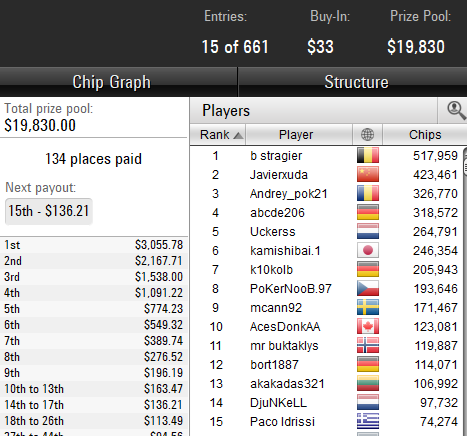 Entries: Buy-In: Prize Pool:
15 of 661 $33 $19,830
Chip Graph Structure
Total prize pool:
$19,830.00
134 places paid
Next payout:
15th - $136.21
1st $3,055.78
2nd $2,167.71
3rd $1,538.00
4th $1,091.22
5th $774.23
6th $549.32
7th $389.74
8th $276.52
9th $196.19
10th to 13th $163.47
14th to 17th $136.21
18th to 26th $113.49
27th to 44th $94.56
Players
Rank Player Chips
1 b stragier 517,959
2 Javierxuda 423,461
3 Andrey_pok21 326,770
4 abcde206 318,572
5 Uckerss 264,791
6 kamishibai.1 246,354
7 k10kolb 205,943
8 PoKerNooB.97 193,646
9 mcann92 171,467
10 AcesDonkAA 123,081
11 mr buktaklys 119,887
12 bort1887 114,071
13 akakadas321 106,992
14 DjuNKeLL 97,732
15 Paco Idrissi 74,274